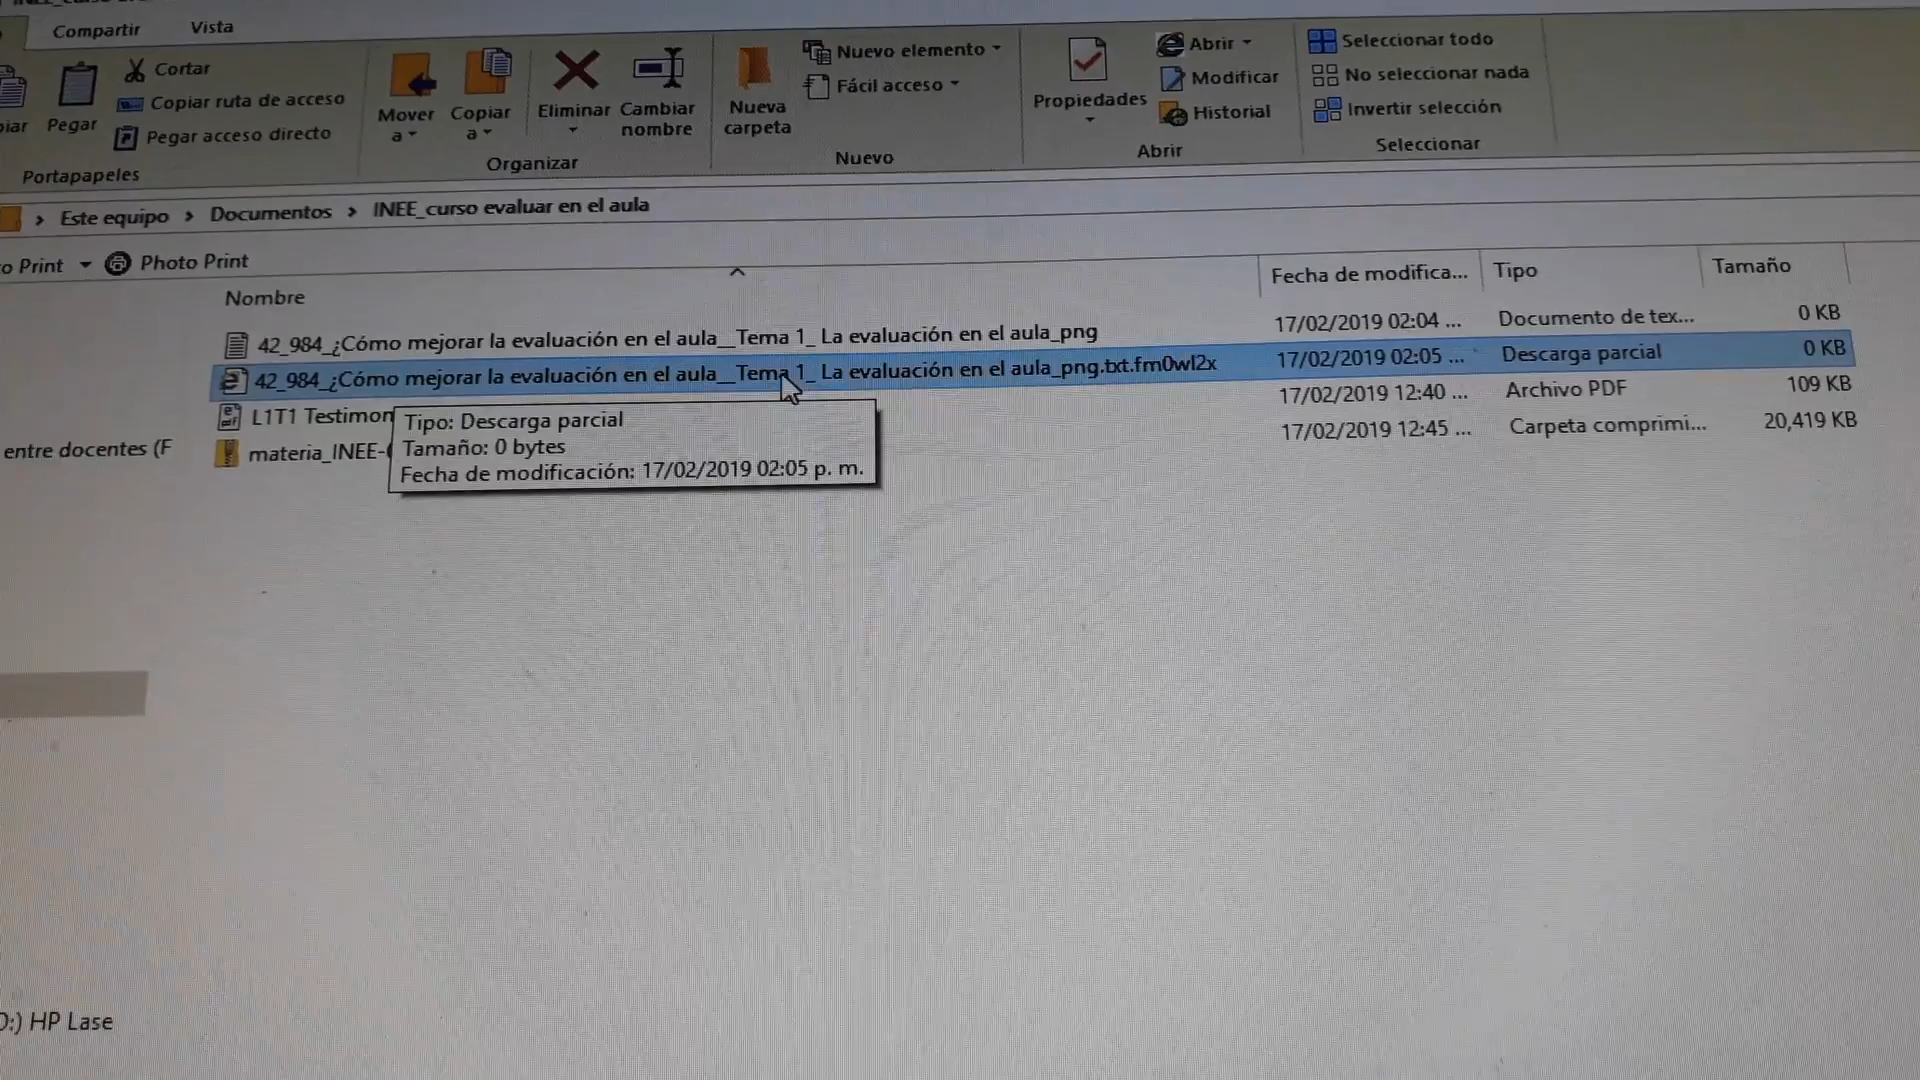 Compartir
Vista
Cortar
Copiar ruta de acceso
Pegar
Pegar acceso directo
Portapapeles
Mover a
Copiar a
Eliminar
Cambiar nombre
Organizar
Nueva carpeta
Nuevo elemento
Fácil acceso
Nuevo
Propiedades
Abrir
Modificar
Historial
Abrir
Seleccionar todo
No seleccionar nada
Invertir selección
Seleccionar
Este equipo > Documentos > INEE_curso evaluar en el aula
o Print
Photo Print
Nombre
Fecha de modifica...
Tipo
Tamaño
42_984_¿Cómo mejorar la evaluación en el aula__Tema 1_ La evaluación en el aula_png 17/02/2019 02:04 ... Documento de tex... 0 KB
42_984_¿Cómo mejorar la evaluación en el aula__Tema 1_ La evaluación en el aula_png.txt.fm0wl2x 17/02/2019 02:05 ... Descarga parcial 0 KB
L1T1 Testimon 17/02/2019 12:40 ... Archivo PDF 109 KB
materia_INEE- 17/02/2019 12:45 ... Carpeta comprimi... 20,419 KB
Tipo: Descarga parcial
Tamaño: 0 bytes
Fecha de modificación: 17/02/2019 02:05 p. m.
entre docentes (F
D:) HP Lase